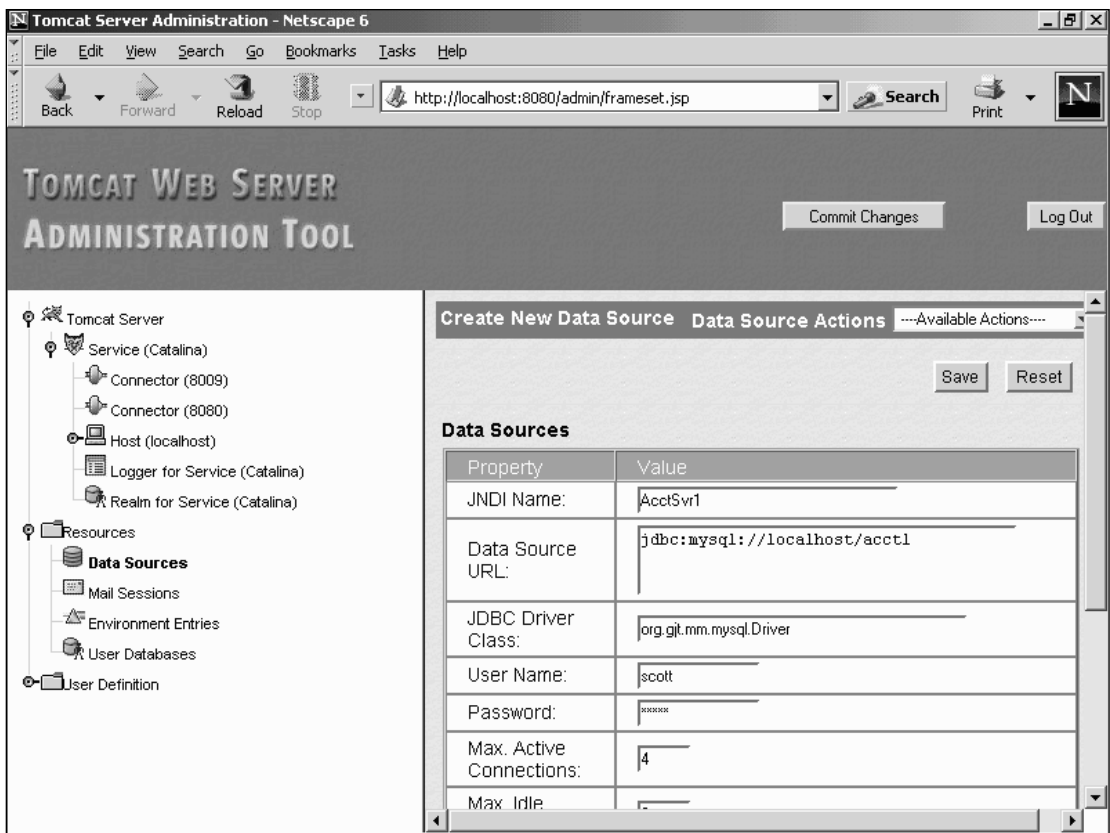 Tomcat Server Administration - Netscape 6
File Edit View Search Go Bookmarks Tasks Help
Back Forward Reload Stop http://localhost:8080/admin/frameset.jsp Search Print N
TOMCAT WEB SERVER
ADMINISTRATION TOOL
Commit Changes Log Out
Tomcat Server
Service (Catalina)
Connector (8009)
Connector (8080)
Host (localhost)
Logger for Service (Catalina)
Realm for Service (Catalina)
Resources
Data Sources
Mail Sessions
Environment Entries
User Databases
User Definition
Create New Data Source Data Source Actions ----Available Actions----
Save Reset
Data Sources
Property Value
JNDI Name: AcctSvr1
Data Source
URL:
jdbc:mysql://localhost/acctl
JDBC Driver
Class:
org.gjt.mm.mysql.Driver
User Name: scott
Password: *****
Max. Active
Connections:
4
Max. Idle